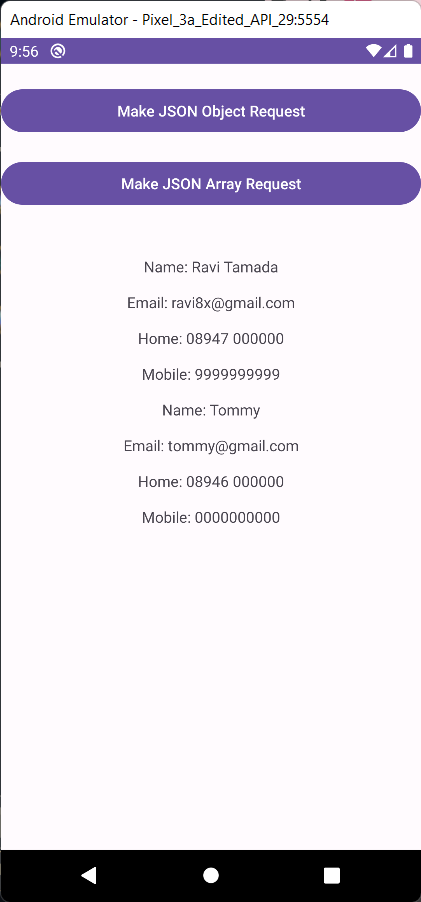 Android Emulator - Pixel_3a_Edited_API_29:5554
9:56
Make JSON Object Request
Make JSON Array Request
Name: Ravi Tamada
Email: ravi8x@gmail.com
Home: 08947 000000
Mobile: 9999999999
Name: Tommy
Email: tommy@gmail.com
Home: 08946 000000
Mobile: 0000000000